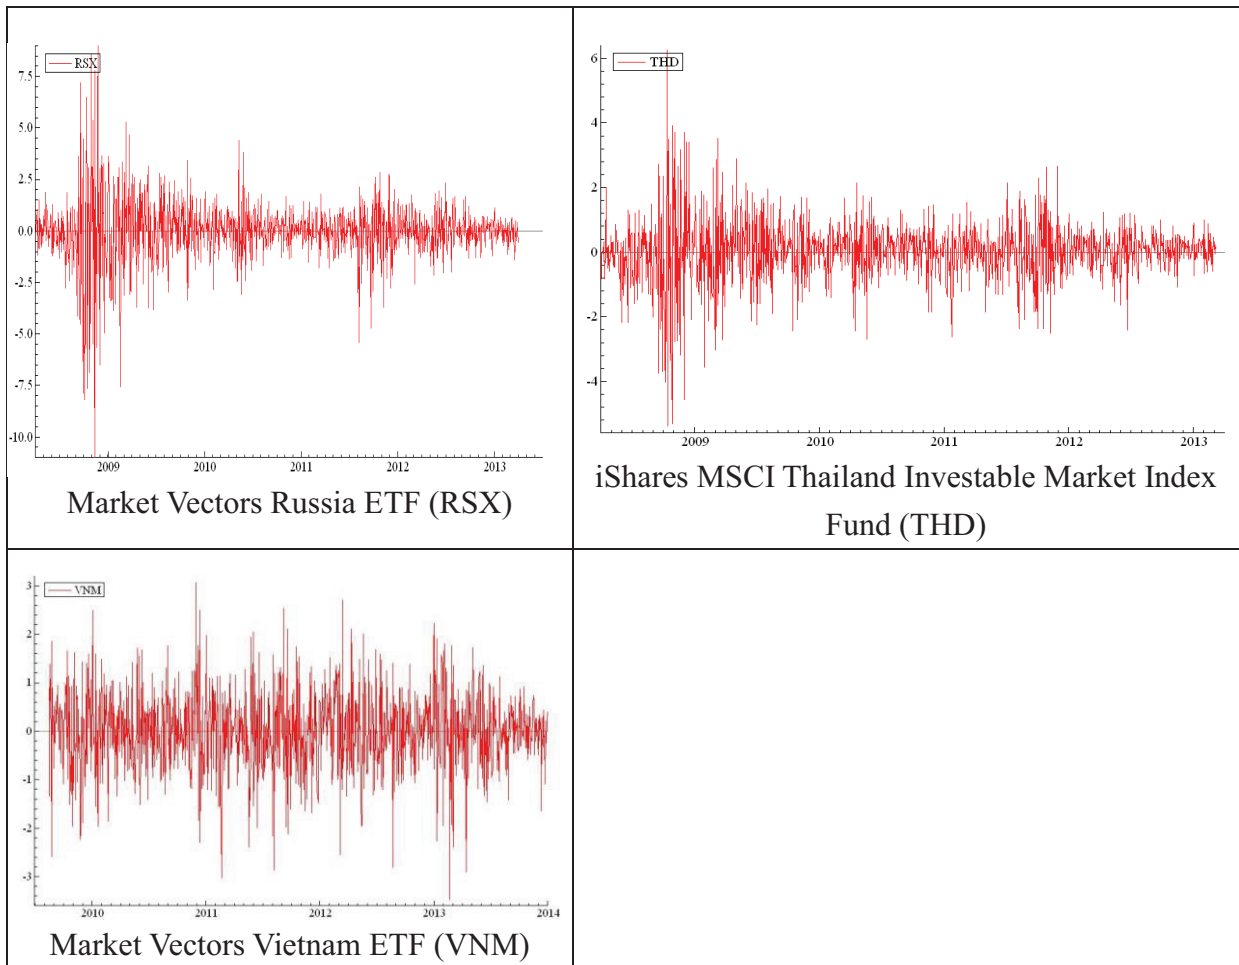 RSX
7.5
5.0
2.5
0.0
-2.5
-5.0
-7.5
-10.0
2009 2010 2011 2012 2013
Market Vectors Russia ETF (RSX)
THD
6
4
2
0
-2
-4
2009 2010 2011 2012 2013
iShares MSCI Thailand Investable Market Index
Fund (THD)
VNM
3
2
1
0
-1
-2
-3
2010 2011 2012 2013 2014
Market Vectors Vietnam ETF (VNM)